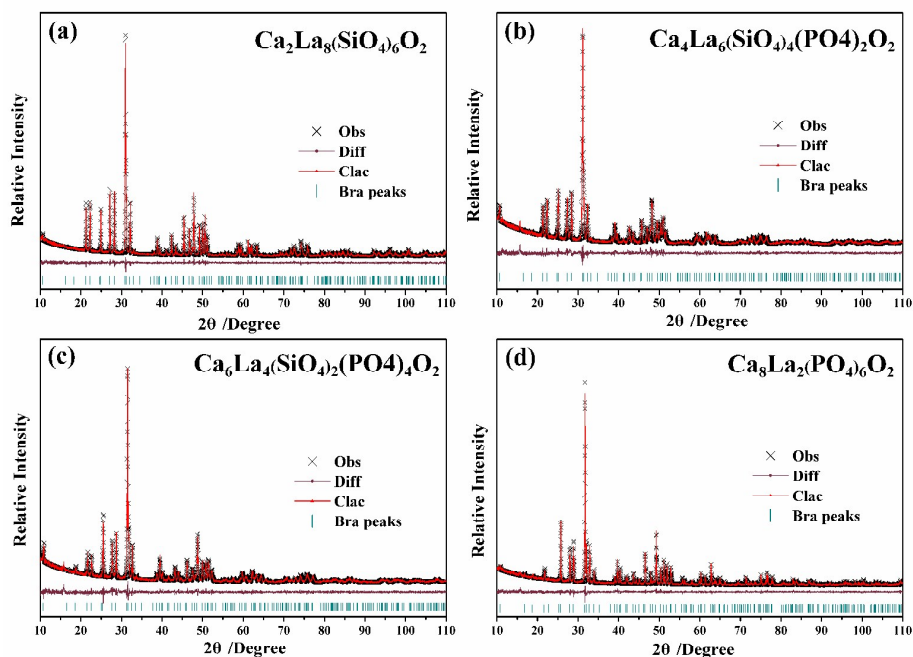 (a)
Ca₂La₈(SiO₄)₆O₂
Relative Intensity
Obs
Diff
Clac
Bra peaks
10 20 30 40 50 60 70 80 90 100 110
2θ /Degree
(b)
Ca₄La₆(SiO₄)₄(PO4)₂O₂
Relative Intensity
Obs
Diff
Clac
Bra peaks
10 20 30 40 50 60 70 80 90 100 110
2θ /Degree
(c)
Ca₆La₄(SiO₄)₂(PO4)₄O₂
Relative Intensity
Obs
Diff
Clac
Bra peaks
10 20 30 40 50 60 70 80 90 100 110
2θ /Degree
(d)
Ca₈La₂(PO₄)₆O₂
Relative Intensity
Obs
Diff
Clac
Bra peaks
10 20 30 40 50 60 70 80 90 100 110
2θ /Degree